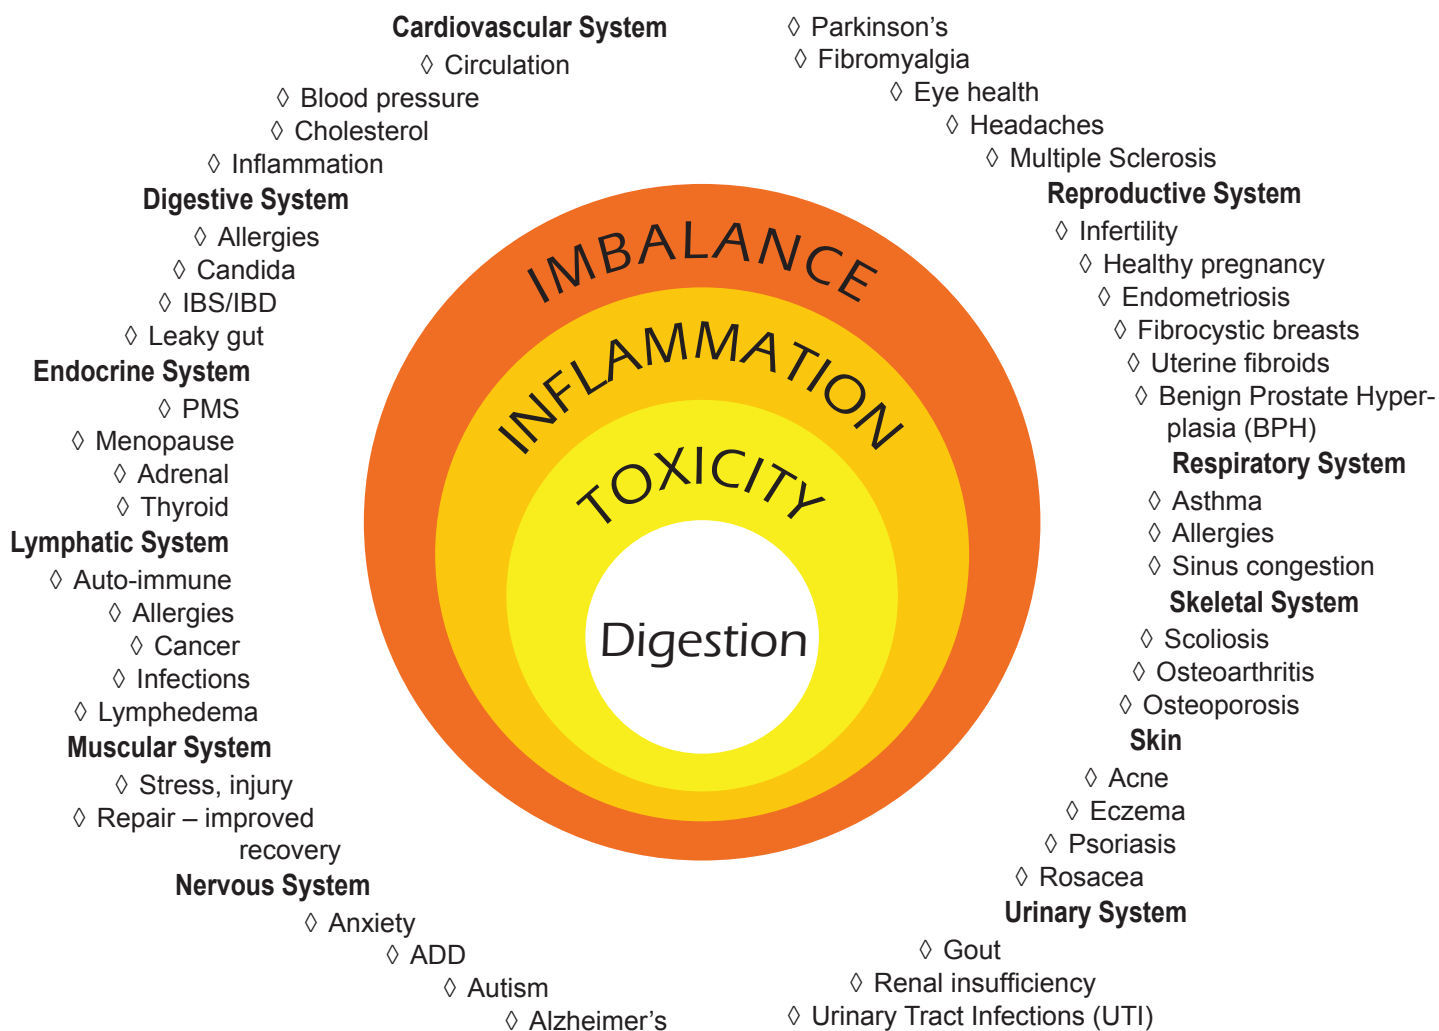 Cardiovascular System
◊ Circulation
◊ Blood pressure
◊ Cholesterol
◊ Inflammation
Digestive System
◊ Allergies
◊ Candida
◊ IBS/IBD
◊ Leaky gut
Endocrine System
◊ PMS
◊ Menopause
◊ Adrenal
◊ Thyroid
Lymphatic System
◊ Auto-immune
◊ Allergies
◊ Cancer
◊ Infections
◊ Lymphedema
Muscular System
◊ Stress, injury
◊ Repair – improved
recovery
Nervous System
◊ Anxiety
◊ ADD
◊ Autism
◊ Alzheimer's
◊ Parkinson's
◊ Fibromyalgia
◊ Eye health
◊ Headaches
◊ Multiple Sclerosis
Reproductive System
◊ Infertility
◊ Healthy pregnancy
◊ Endometriosis
◊ Fibrocystic breasts
◊ Uterine fibroids
◊ Benign Prostate Hyper-
plasia (BPH)
Respiratory System
◊ Asthma
◊ Allergies
◊ Sinus congestion
Skeletal System
◊ Scoliosis
◊ Osteoarthritis
◊ Osteoporosis
Skin
◊ Acne
◊ Eczema
◊ Psoriasis
◊ Rosacea
Urinary System
◊ Gout
◊ Renal insufficiency
◊ Urinary Tract Infections (UTI)
IMBALANCE
INFLAMMATION
TOXICITY
Digestion